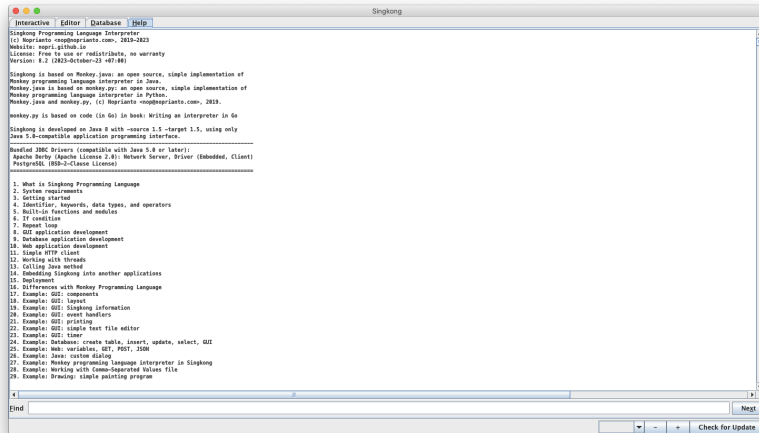 Singkong
Interactive Editor Database Help
Singkong Programming Language Interpreter
(c) Noprianto <nop@noprianto.com>, 2019-2023
Website: nopri.github.io
License: Free to use or redistribute, no warranty
Version: 8.2 (2023-October-23 +07:00)
Singkong is based on Monkey.java: an open source, simple implementation of
Monkey programming language interpreter in Java.
Monkey.java is based on monkey.py: an open source, simple implementation of
Monkey programming language interpreter in Python.
Monkey.java and monkey.py, (c) Noprianto <nop@noprianto.com>, 2019.
monkey.py is based on code (in Go) in book: Writing an interpreter in Go
Singkong is developed on Java 8 with -source 1.5 -target 1.5, using only
Java 5.0-compatible application programming interface.
Bundled JDBC Drivers (compatible with Java 5.0 or later):
Apache Derby (Apache License 2.0): Network Server, Driver (Embedded, Client)
PostgreSQL (BSD-2-Clause License)
1. What is Singkong Programming Language
2. System requirements
3. Getting started
4. Identifier, keywords, data types, and operators
5. Built-in functions and modules
6. If condition
7. Repeat loop
8. GUI application development
9. Database application development
10. Web application development
11. Simple HTTP client
12. Working with threads
13. Calling Java method
14. Embedding Singkong into another applications
15. Deployment
16. Differences with Monkey Programming Language
17. Example: GUI: components
18. Example: GUI: layout
19. Example: GUI: Singkong information
20. Example: GUI: event handlers
21. Example: GUI: printing
22. Example: GUI: simple text file editor
23. Example: GUI: timer
24. Example: Database: create table, insert, update, select, GUI
25. Example: Web: variables, GET, POST, JSON
26. Example: Java: custom dialog
27. Example: Monkey programming language interpreter in Singkong
28. Example: Working with Comma-Separated Values file
29. Example: Drawing: simple painting program
Find Next
- + Check for Update